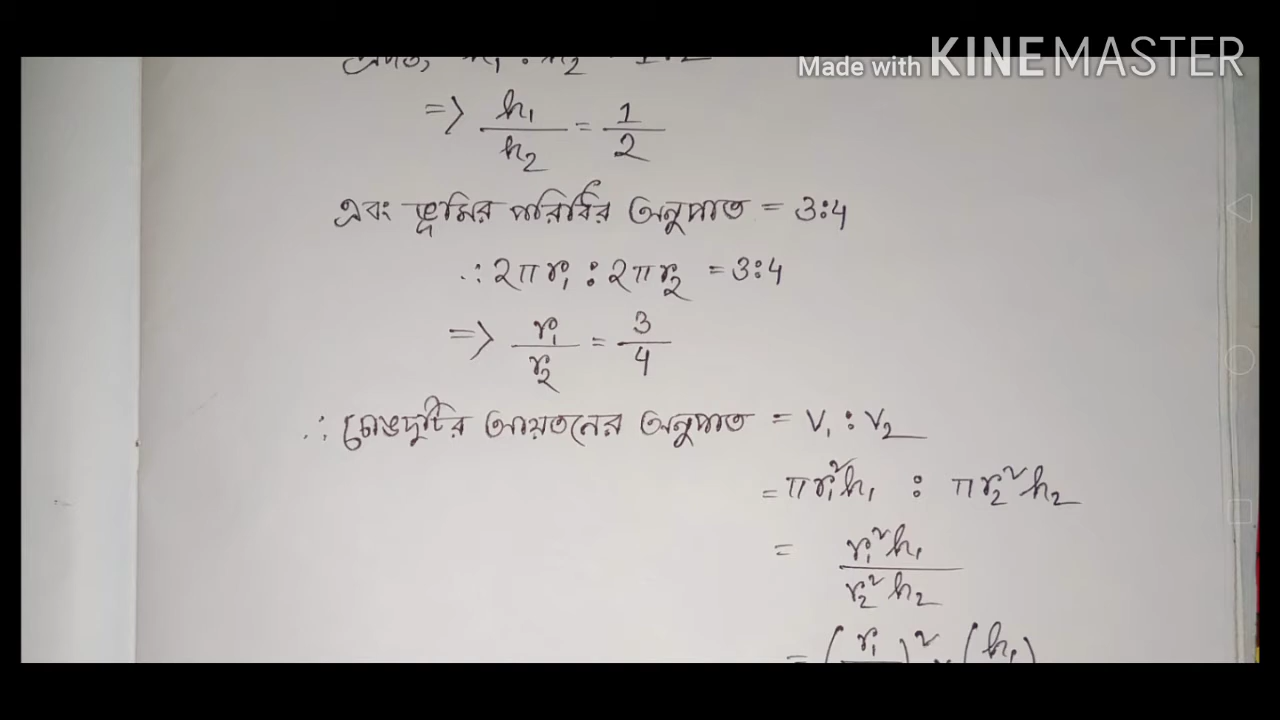 Made with KINEMASTER
=> h₁/h₂ = 1/2
এবং ভূমির পরিধির অনুপাত = 3:4
∴ 2πr₁ : 2πr₂ = 3:4
=> r₁/r₂ = 3/4
∴ চোঙদুটির আয়তনের অনুপাত = V₁ : V₂
= πr₁²h₁ : πr₂²h₂
= r₁²h₁/r₂²h₂